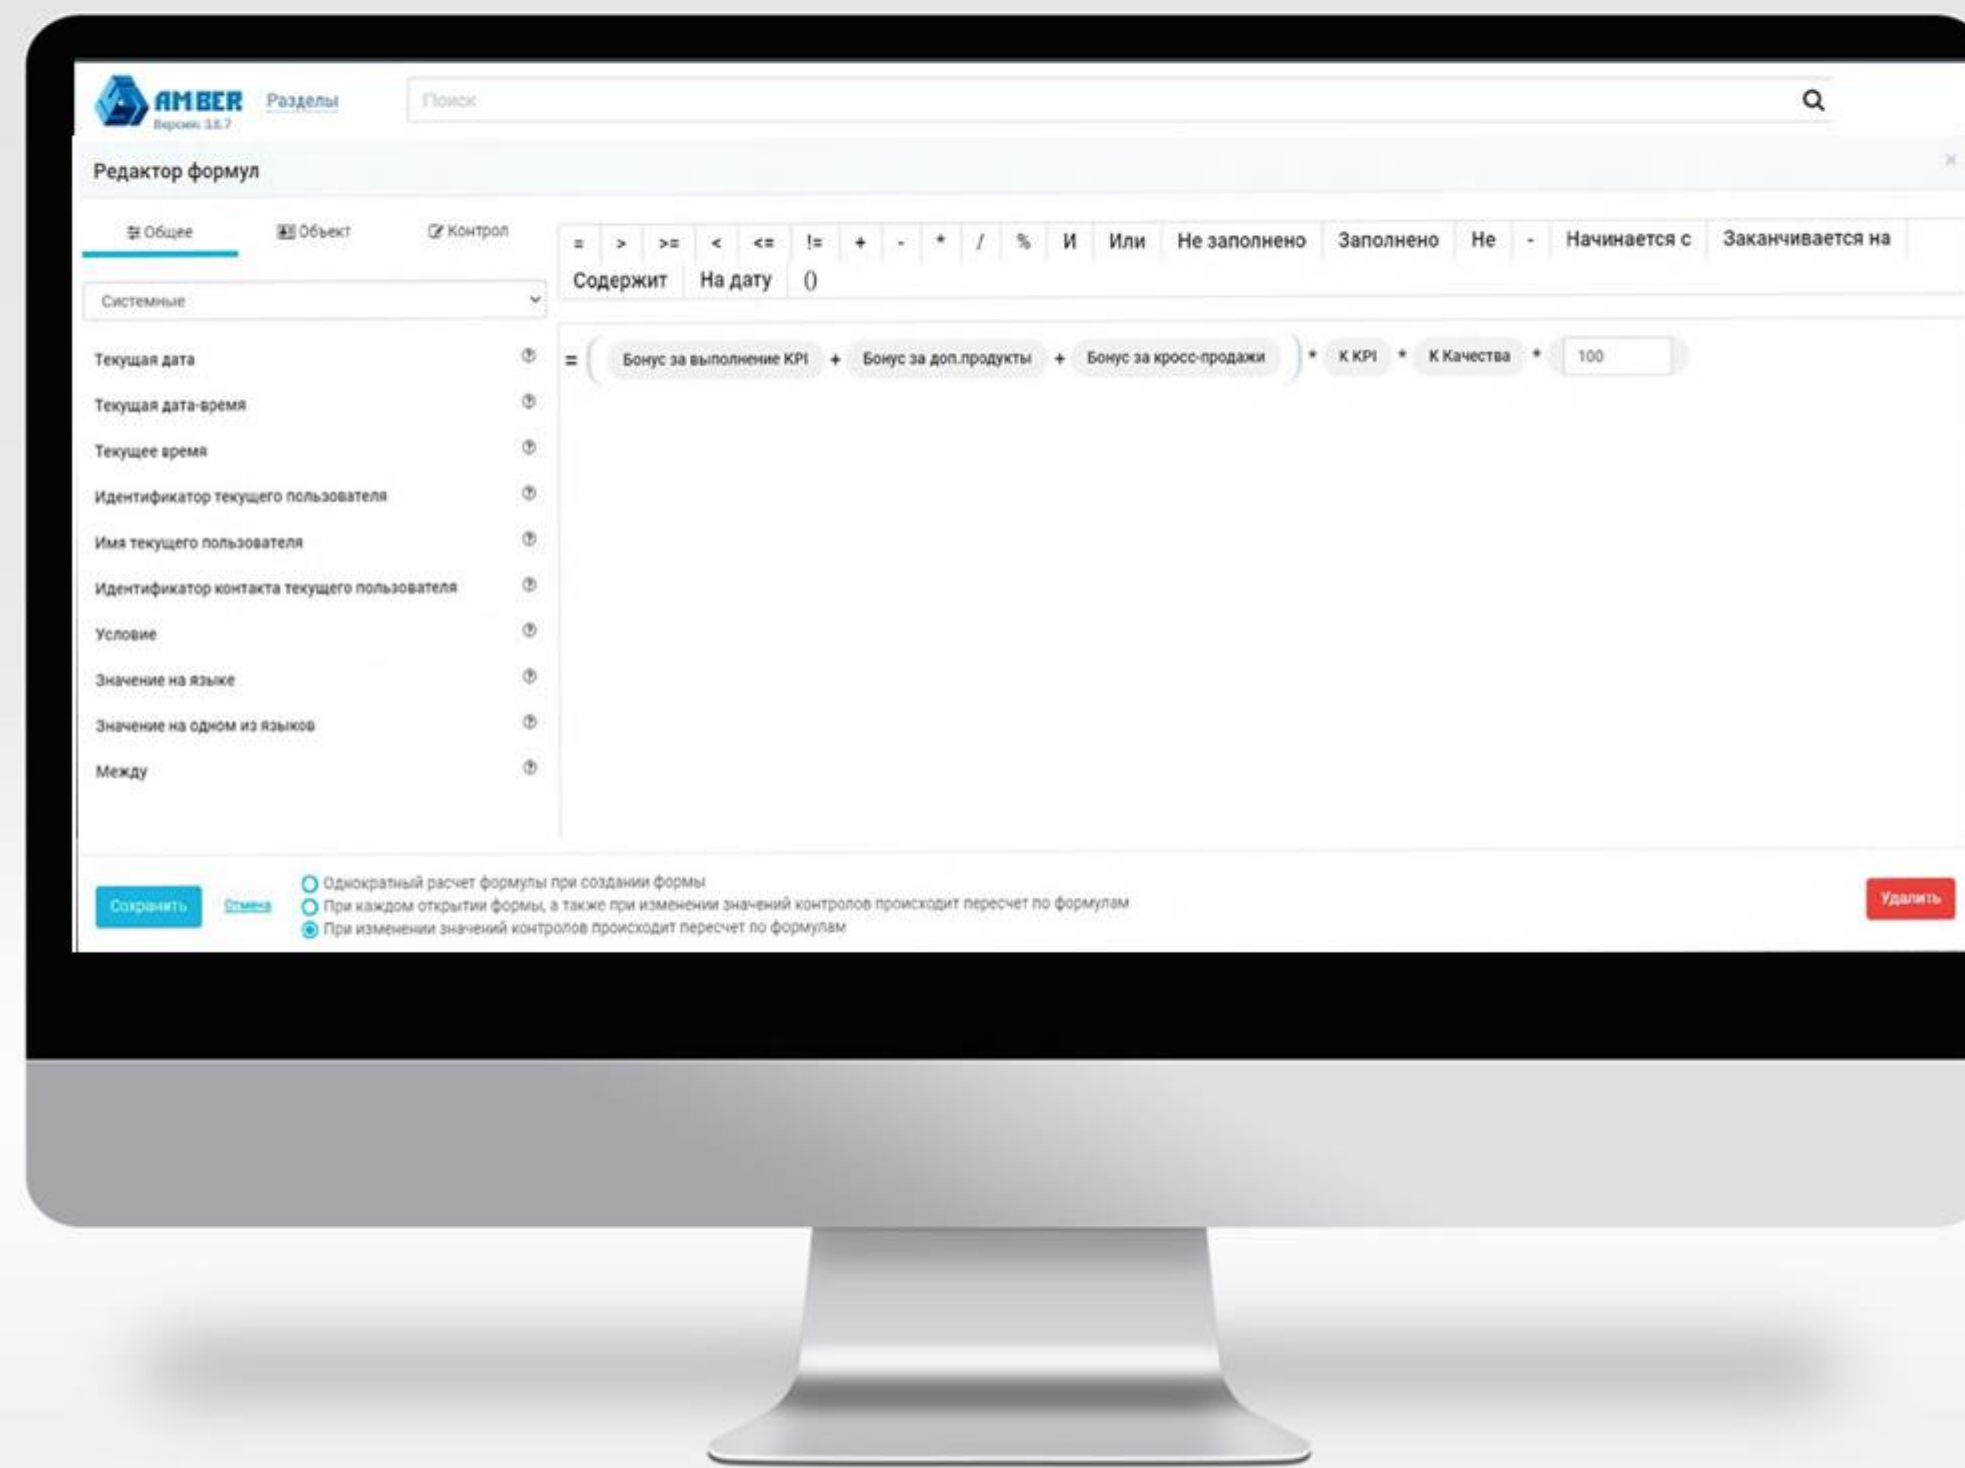 AMBER Разделы Поиск
Версия: 3.8.7
Редактор формул ×
Общее Объект Контрол
= > >= < <= != + - * / % И Или Не заполнено Заполнено Не - Начинается с Заканчивается на
Содержит На дату ()
Системные
= ( Бонус за выполнение KPI + Бонус за доп.продукты + Бонус за кросс-продажи ) * К KPI * К Качества * 100
Текущая дата
Текущая дата-время
Текущее время
Идентификатор текущего пользователя
Имя текущего пользователя
Идентификатор контакта текущего пользователя
Условие
Значение на языке
Значение на одном из языков
Между
Сохранить Отмена
Однократный расчет формулы при создании формы
При каждом открытии формы, а также при изменении значений контролов происходит пересчет по формулам
При изменении значений контролов происходит пересчет по формулам
Удалить